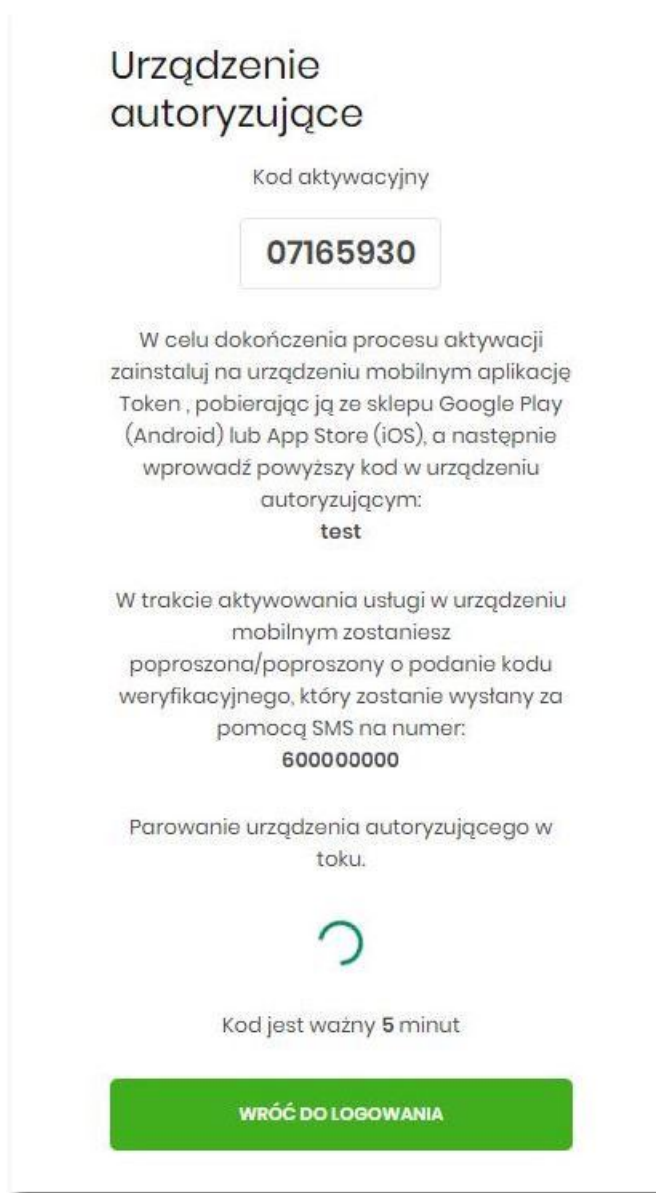 Urządzenie
autoryzujące
Kod aktywacyjny
07165930
W celu dokończenia procesu aktywacji
zainstaluj na urządzeniu mobilnym aplikację
Token , pobierając ją ze sklepu Google Play
(Android) lub App Store (iOS), a następnie
wprowadź powyższy kod w urządzeniu
autoryzującym:
test
W trakcie aktywowania usługi w urządzeniu
mobilnym zostaniesz
poproszona/poproszony o podanie kodu
weryfikacyjnego, który zostanie wysłany za
pomocą SMS na numer:
600000000
Parowanie urządzenia autoryzującego w
toku.
Kod jest ważny 5 minut
WRÓĆ DO LOGOWANIA